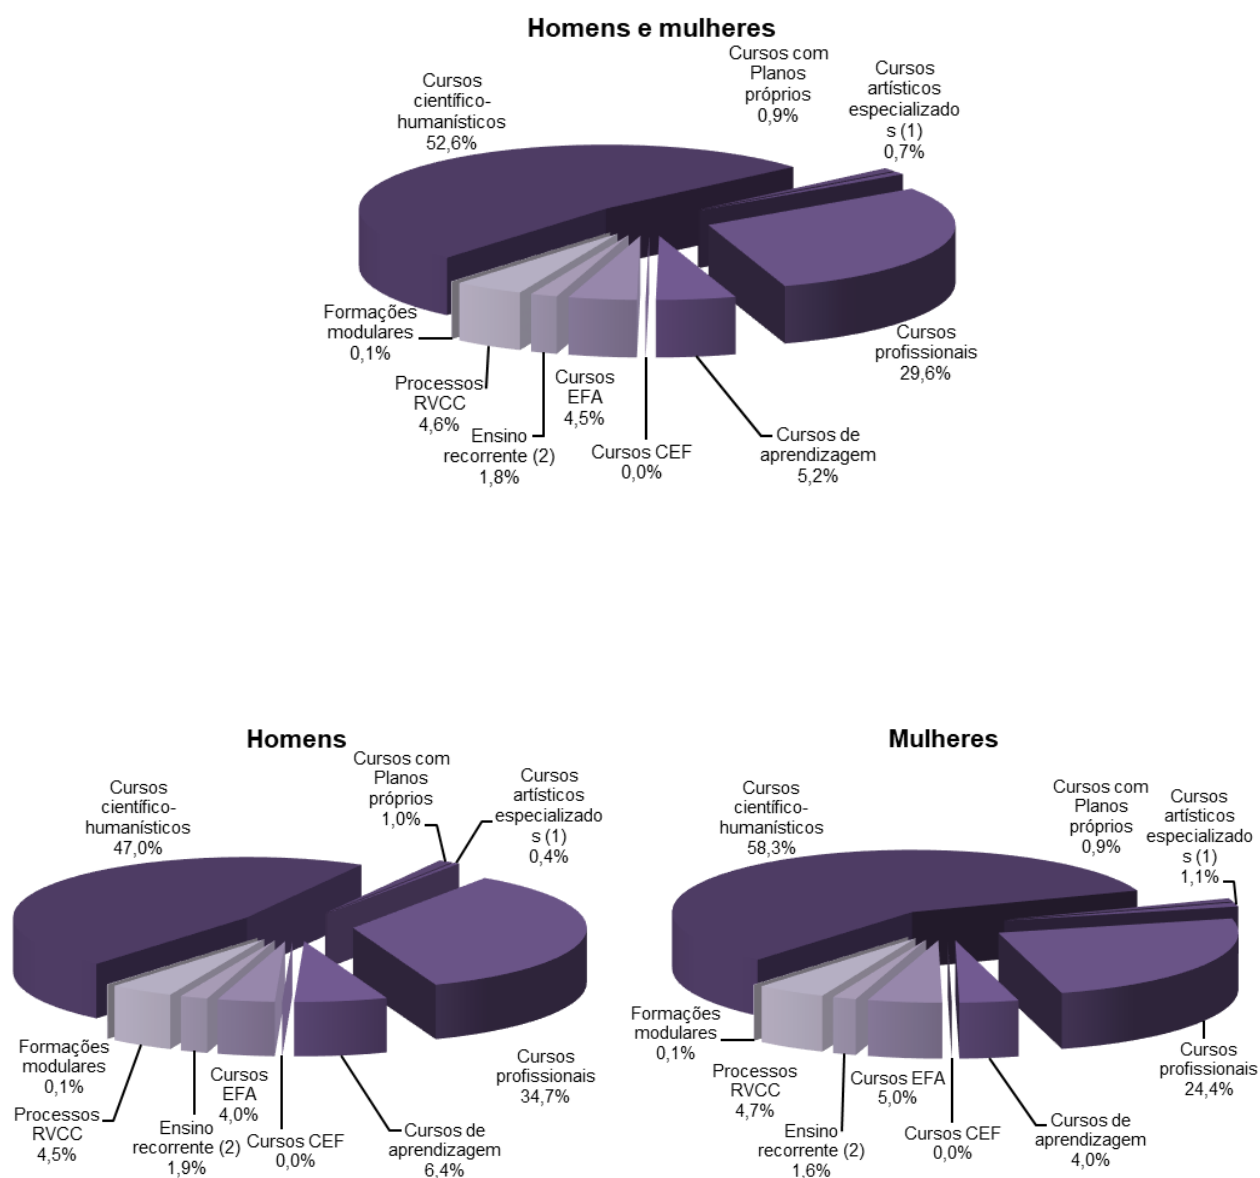 Homens e mulheres
Cursos
científico-
humanísticos
52,6%
Cursos com
Planos
próprios
0,9%
Cursos
artísticos
especializado
s (1)
0,7%
Cursos
profissionais
29,6%
Cursos de
aprendizagem
5,2%
Cursos CEF
0,0%
Cursos
EFA
4,5%
Ensino
recorrente (2)
1,8%
Processos
RVCC
4,6%
Formações
modulares
0,1%
Homens
Cursos
científico-
humanísticos
47,0%
Cursos com
Planos
próprios
1,0%
Cursos
artísticos
especializado
s (1)
0,4%
Cursos
profissionais
34,7%
Cursos de
aprendizagem
6,4%
Cursos CEF
0,0%
Cursos
EFA
4,0%
Ensino
recorrente (2)
1,9%
Processos
RVCC
4,5%
Formações
modulares
0,1%
Mulheres
Cursos
científico-
humanísticos
58,3%
Cursos com
Planos
próprios
0,9%
Cursos
artísticos
especializado
s (1)
1,1%
Cursos
profissionais
24,4%
Cursos de
aprendizagem
4,0%
Cursos CEF
0,0%
Cursos EFA
5,0%
Ensino
recorrente (2)
1,6%
Processos
RVCC
4,7%
Formações
modulares
0,1%